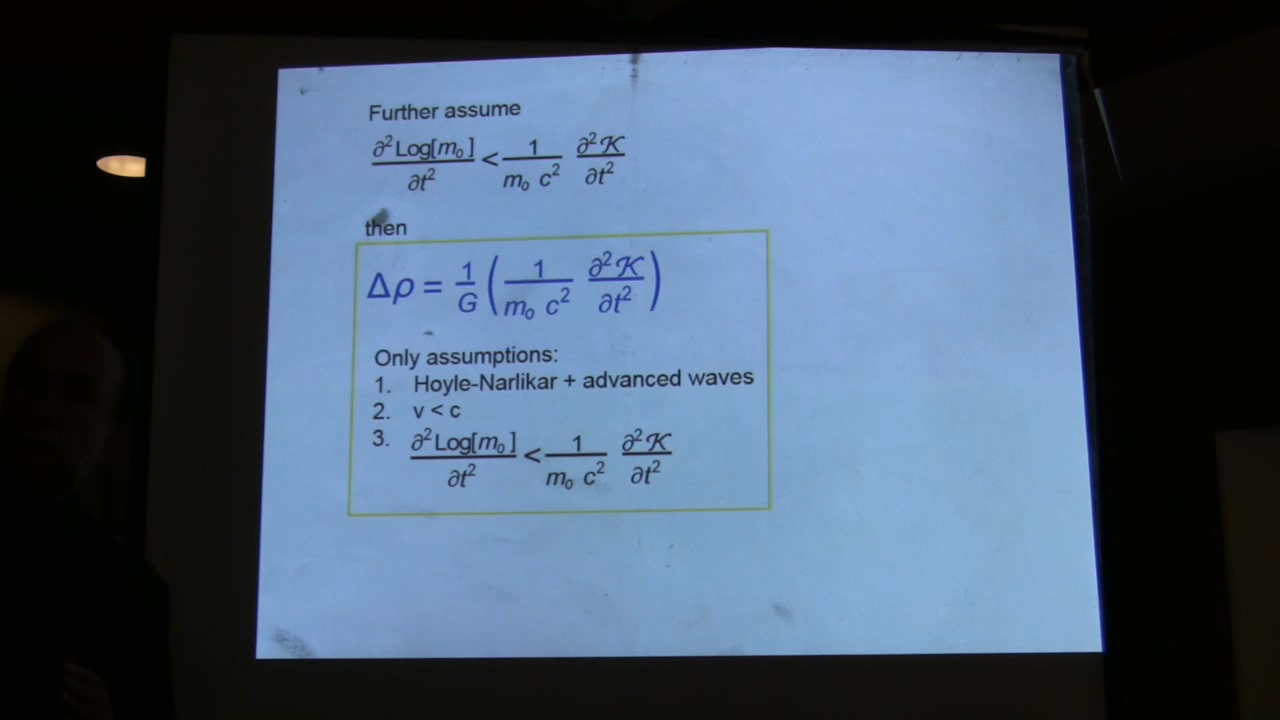 Further assume
∂²Log[m₀]/∂t² < 1/(m₀ c²) ∂²𝒦/∂t²
then
Δρ = 1/G (1/(m₀ c²) ∂²𝒦/∂t²)
Only assumptions:
1. Hoyle-Narlikar + advanced waves
2. v < c
3. ∂²Log[m₀]/∂t² < 1/(m₀ c²) ∂²𝒦/∂t²